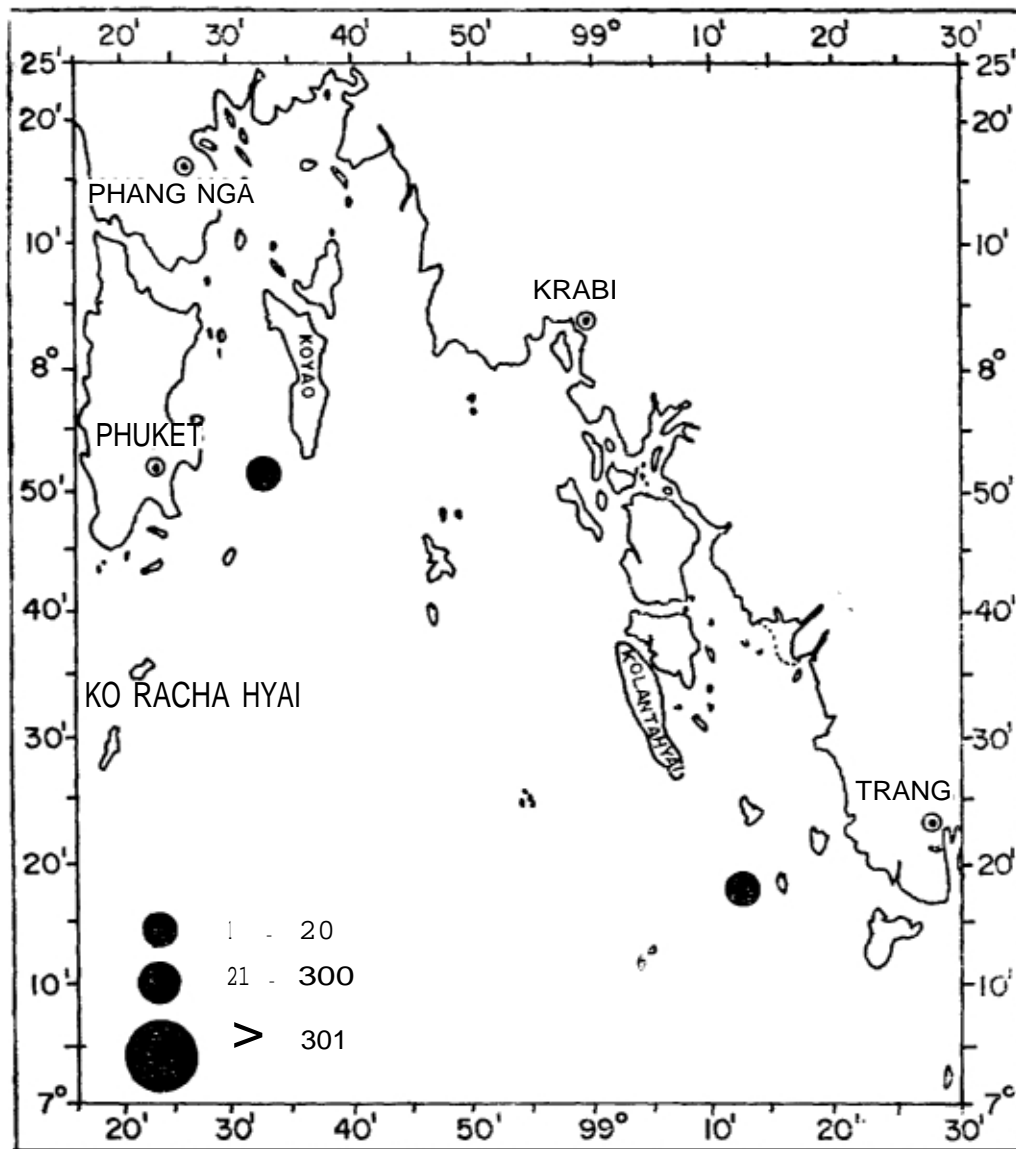 20' 30' 40' 50' 99° 10' 20' 30'
25' 25'
20' 20'
PHANG NGA
10' 10'
KRABI
KOYAO
8° 8°
PHUKET
50' 50'
40' 40'
KO RACHA HYAI
KOLANTAHYAI
30' 30'
TRANG
20' 20'
1 - 20
21 - 300
10' 10'
> 301
7° 7°
20' 30' 40' 50' 99° 10' 20' 30'